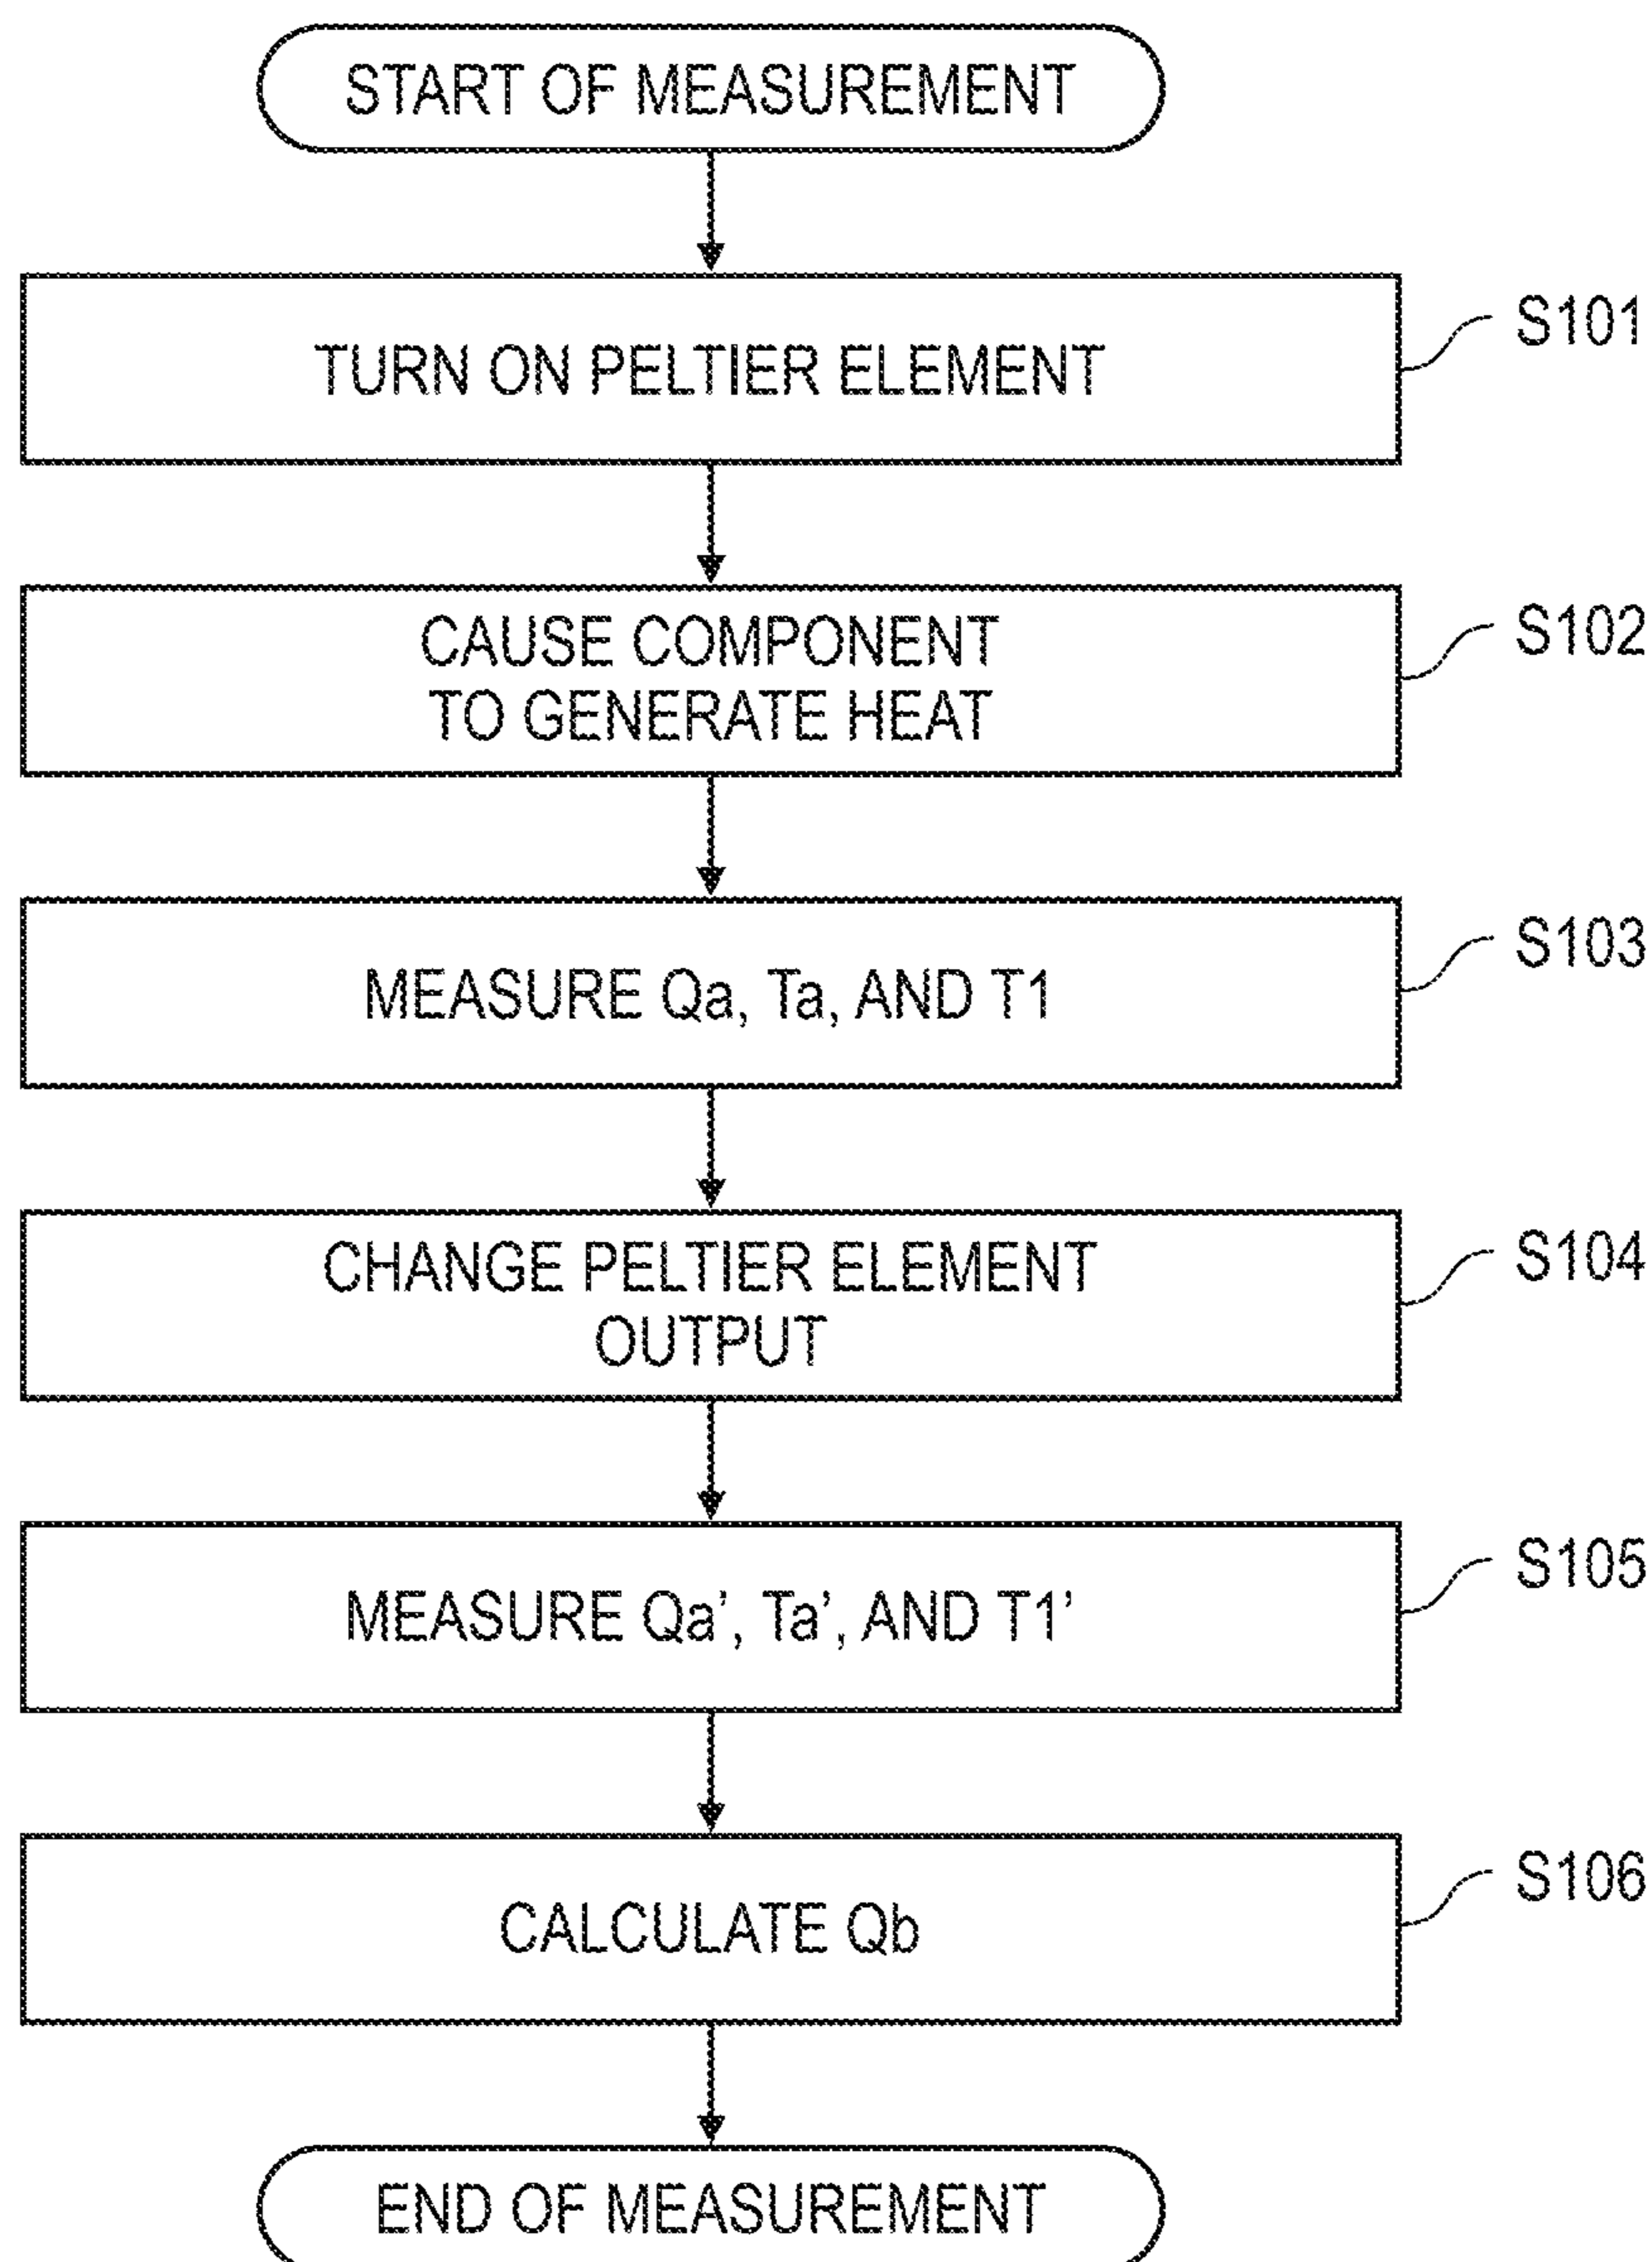 START OF MEASUREMENT
TURN ON PELTIER ELEMENT
S101
CAUSE COMPONENT
TO GENERATE HEAT
S102
MEASURE Qa, Ta, AND T1
S103
CHANGE PELTIER ELEMENT
OUTPUT
S104
MEASURE Qa’, Ta’, AND T1’
S105
CALCULATE Qb
S106
END OF MEASUREMENT